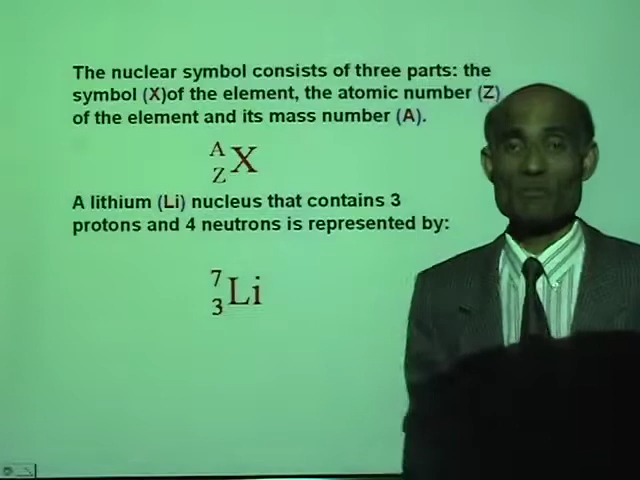 The nuclear symbol consists of three parts: the
symbol (X)of the element, the atomic number (Z)
of the element and its mass number (A).
A
Z X
A lithium (Li) nucleus that contains 3
protons and 4 neutrons is represented by:
7
3 Li